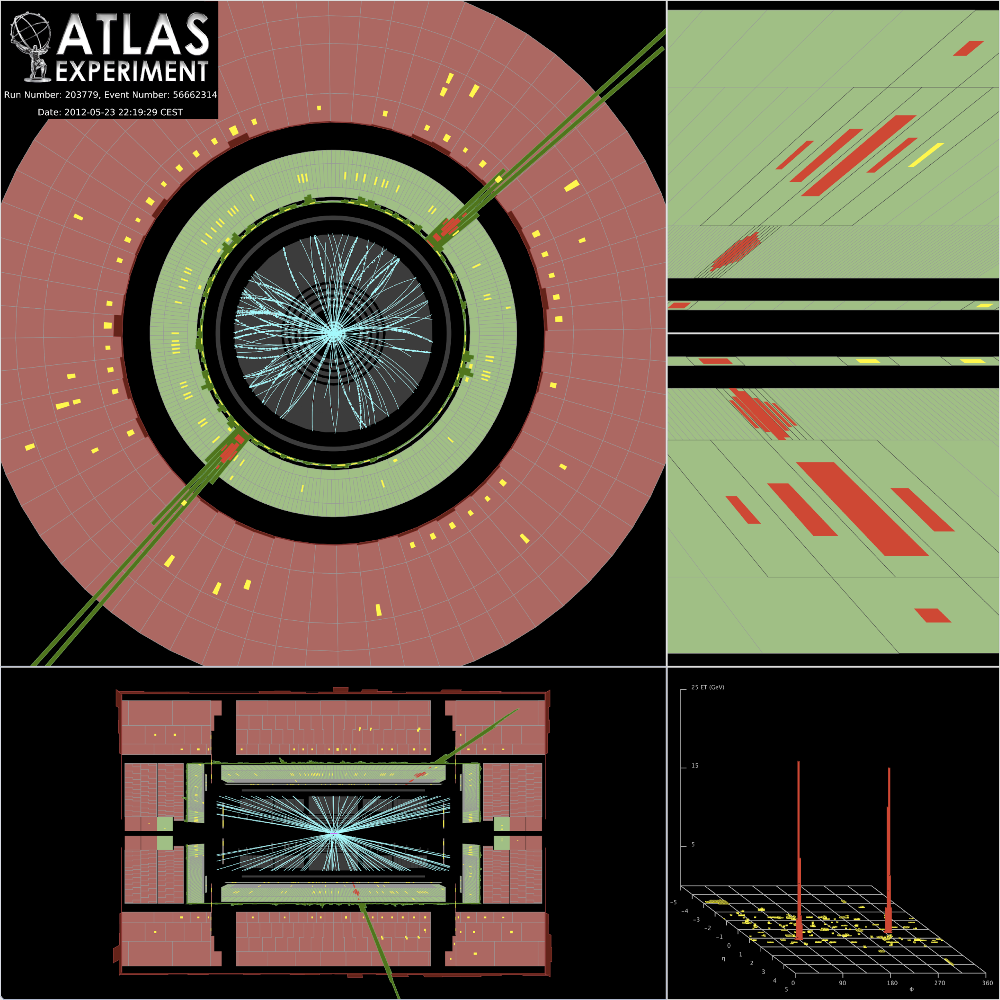 ATLAS
EXPERIMENT
Run Number: 203779, Event Number: 56662314
Date: 2012-05-23 22:19:29 CEST
25 ET (GeV)
15
5
-5
-4
-3
-2
-1
0
1
2
3
4
5
η
0 90 180 270 360
Φ